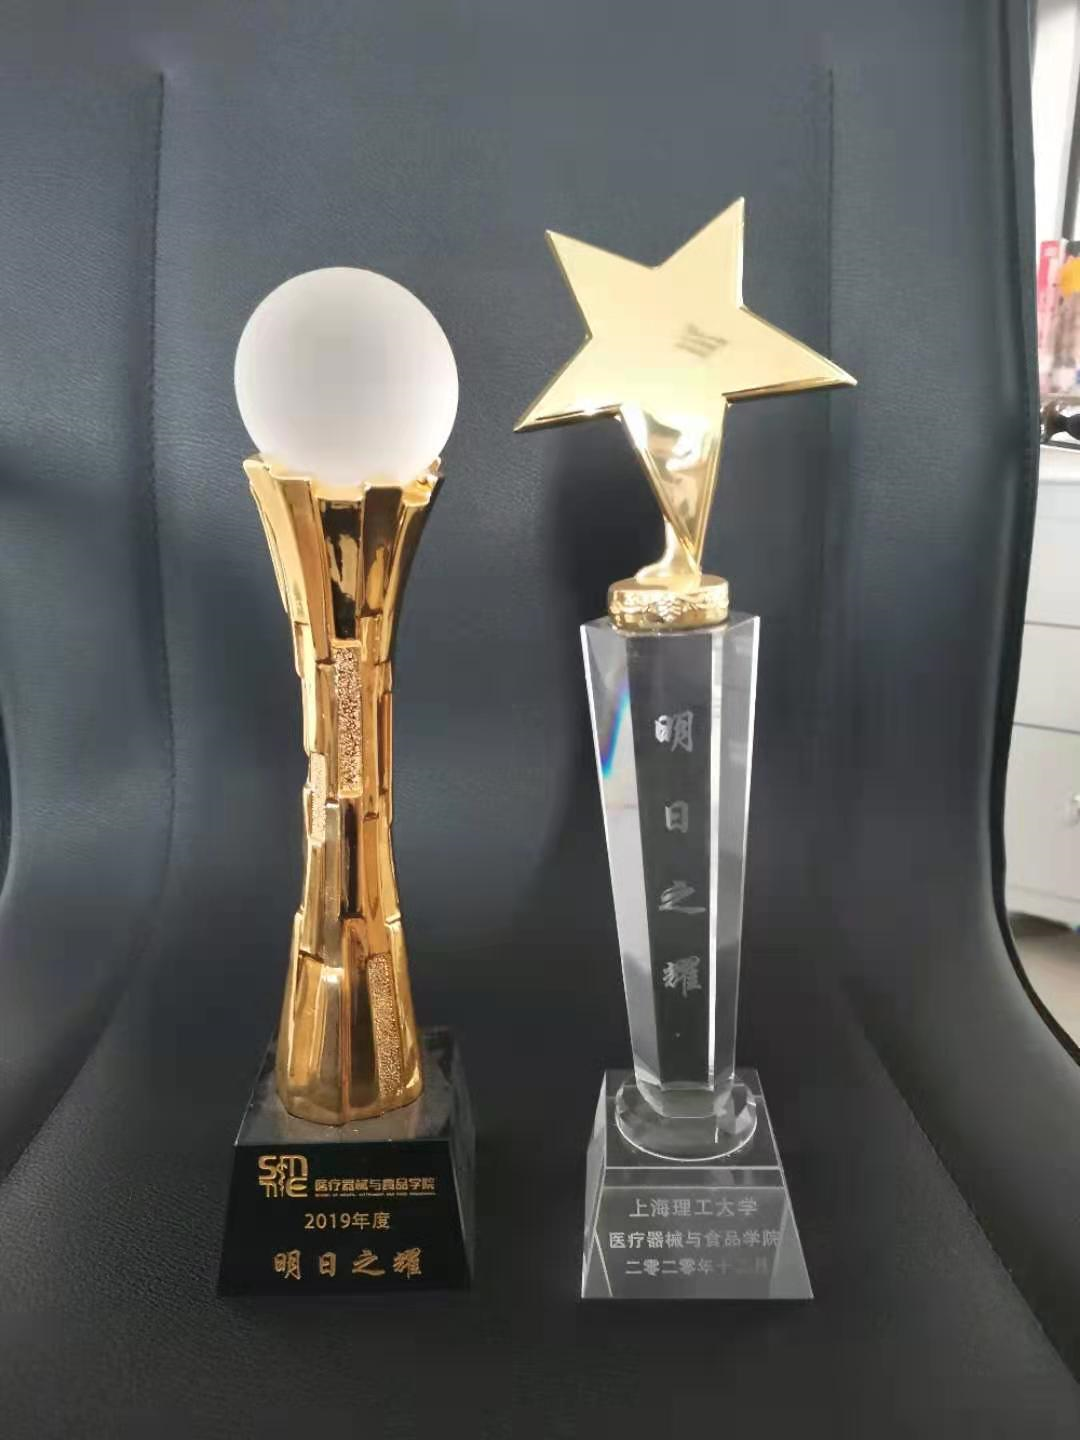 明
日
之
耀
医疗器械与食品学院
2019年度
明日之耀
上海理工大学
医疗器械与食品学院
二零二零年十二月